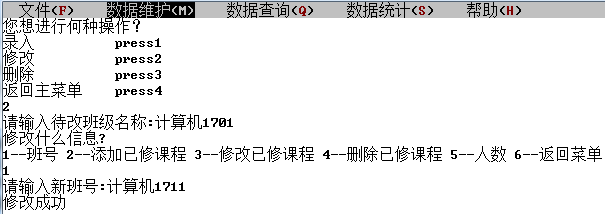 文件(F) 数据维护(M) 数据查询(Q) 数据统计(S) 帮助(H)
您想进行何种操作？
录入 press1
修改 press2
删除 press3
返回主菜单 press4
2
请输入待改班级名称:计算机1701
修改什么信息?
1--班号 2--添加已修课程 3--修改已修课程 4--删除已修课程 5--人数 6--返回菜单
1
请输入新班号:计算机1711
修改成功